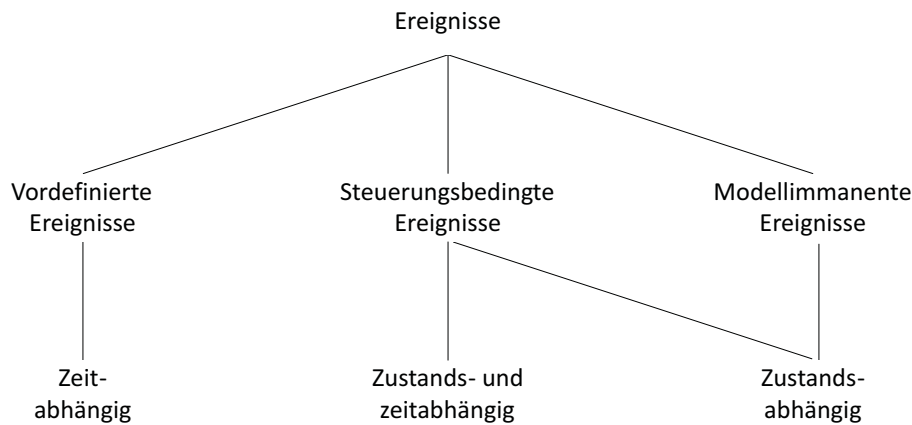 Ereignisse
Vordefinierte
Ereignisse
Steuerungsbedingte
Ereignisse
Modellimmanente
Ereignisse
Zeit-
abhängig
Zustands- und
zeitabhängig
Zustands-
abhängig